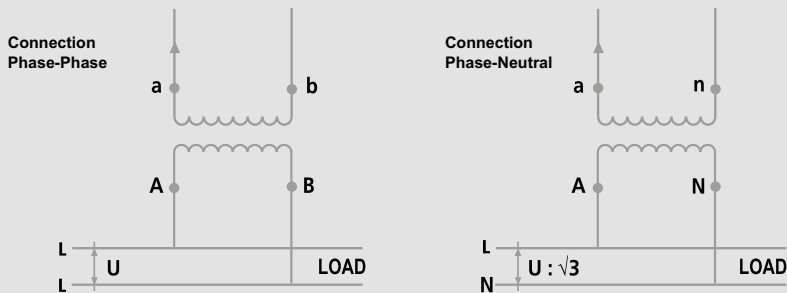 Connection
Phase-Phase
a
b
A
B
L
U
LOAD
L
Connection
Phase-Neutral
a
n
A
N
L
U : √3
LOAD
N